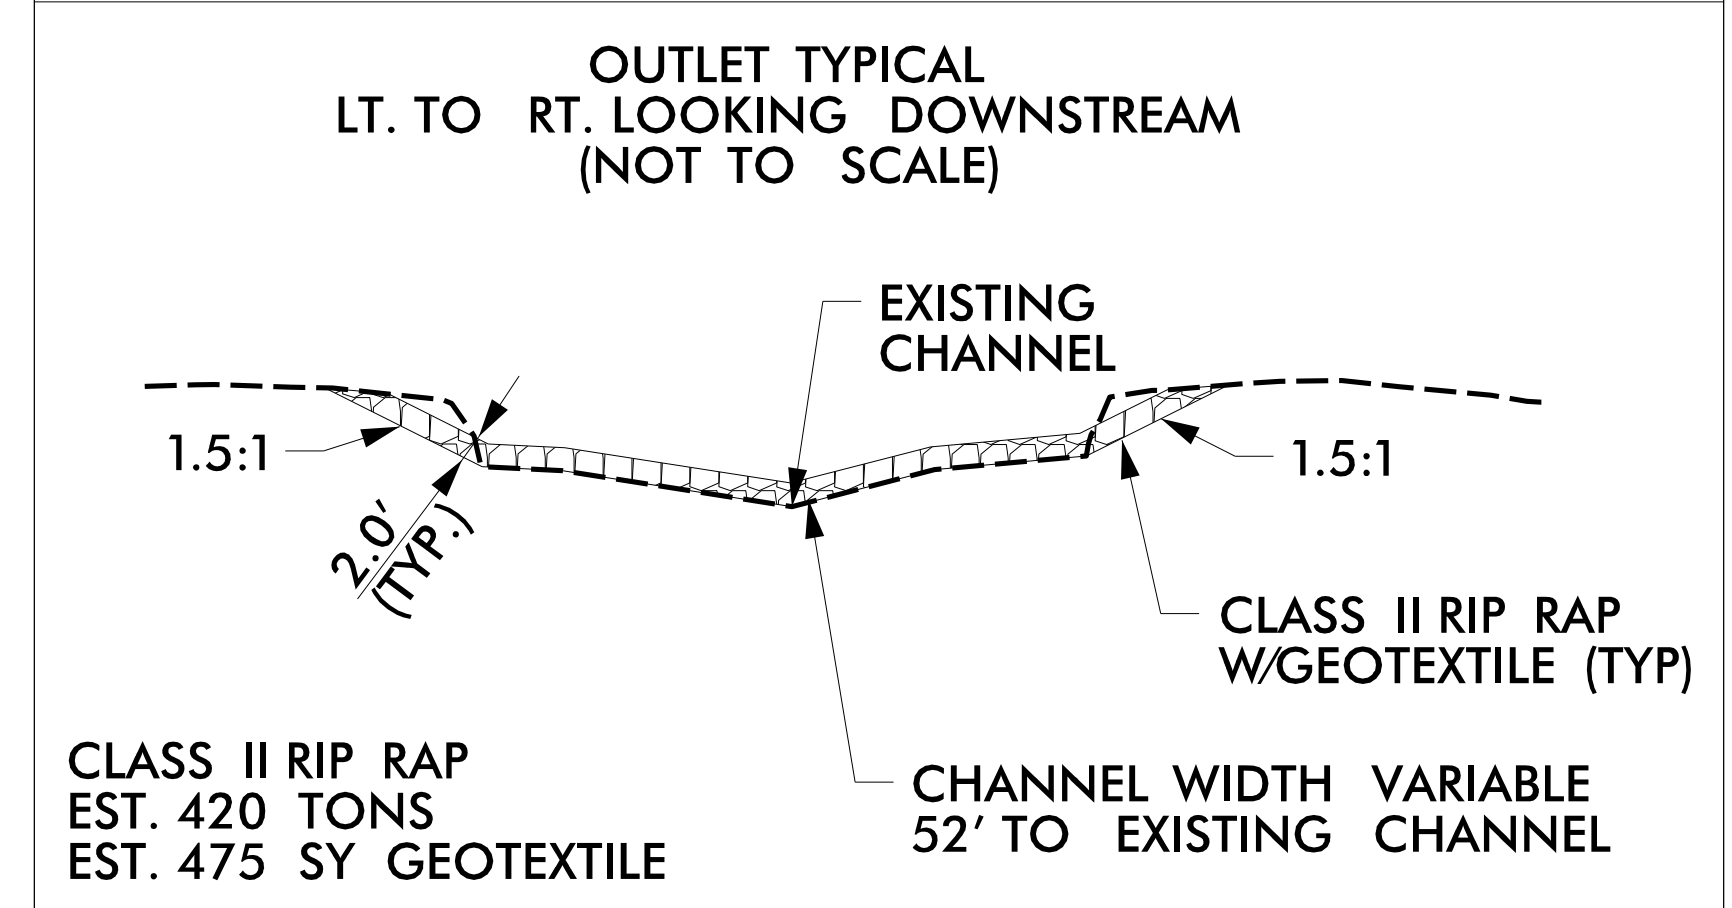 OUTLET TYPICAL
LT. TO RT. LOOKING DOWNSTREAM
(NOT TO SCALE)
EXISTING
CHANNEL
1.5:1
1.5:1
2.0'
(TYP.)
CLASS II RIP RAP
W/GEOTEXTILE (TYP)
CLASS II RIP RAP
EST. 420 TONS
EST. 475 SY GEOTEXTILE
CHANNEL WIDTH VARIABLE
52' TO EXISTING CHANNEL